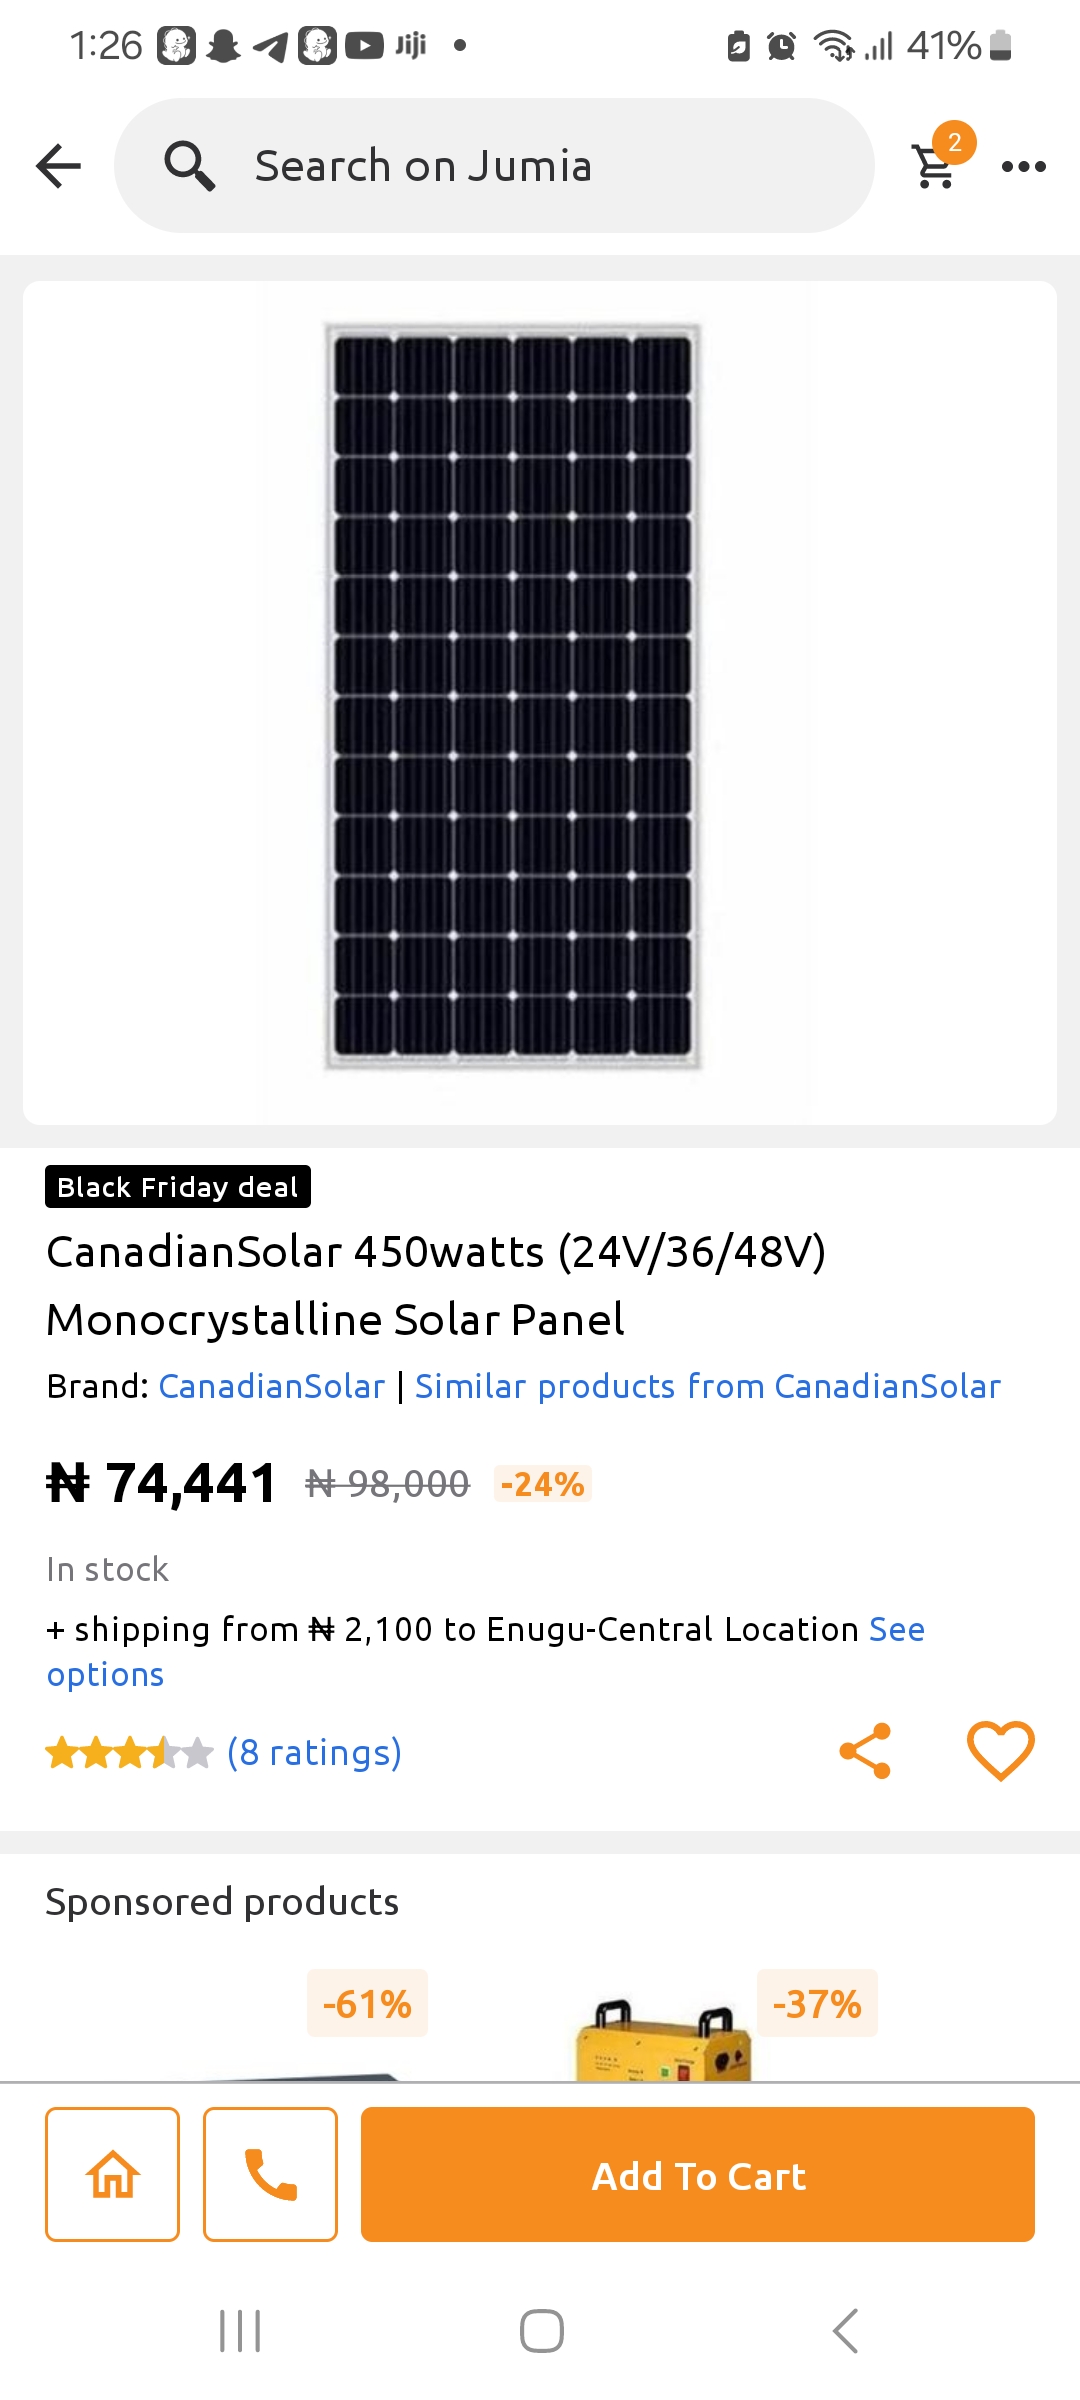 1:26 Jiji 41%
Search on Jumia
2
Black Friday deal
CanadianSolar 450watts (24V/36/48V)
Monocrystalline Solar Panel
Brand: CanadianSolar | Similar products from CanadianSolar
₦ 74,441 ₦ 98,000 -24%
In stock
+ shipping from ₦ 2,100 to Enugu-Central Location See
options
(8 ratings)
Sponsored products
-61% -37%
Add To Cart